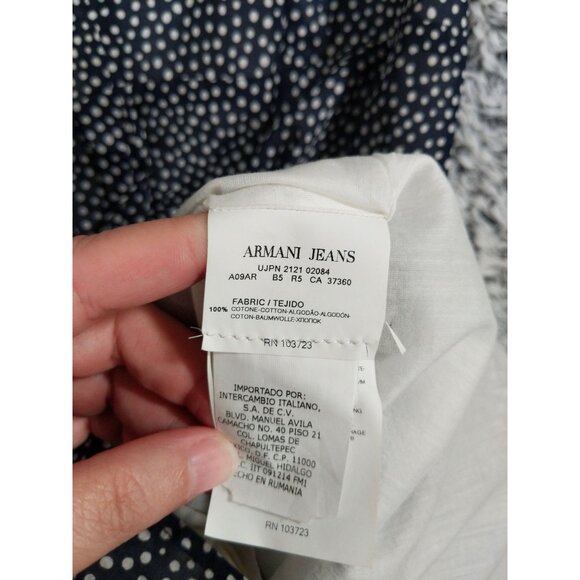 ARMANI JEANS
UJPN 2121 02084
A09AR B5 R5 CA 37360
FABRIC / TEJIDO
100% COTONE-COTTON-ALGODÃO-ALGODÓN-
COTON-BAUMWOLLE-ХЛОПОК
RN 103723
IMPORTADO POR:
INTERCAMBIO ITALIANO,
S.A. DE C.V.
BLVD. MANUEL AVILA
CAMACHO NO. 40 PISO 21
COL. LOMAS DE
CHAPULTEPEC
D.F. C.P. 11000
MIGUEL HIDALGO
IIT 091214 FM1
EN RUMANIA
RN 103723